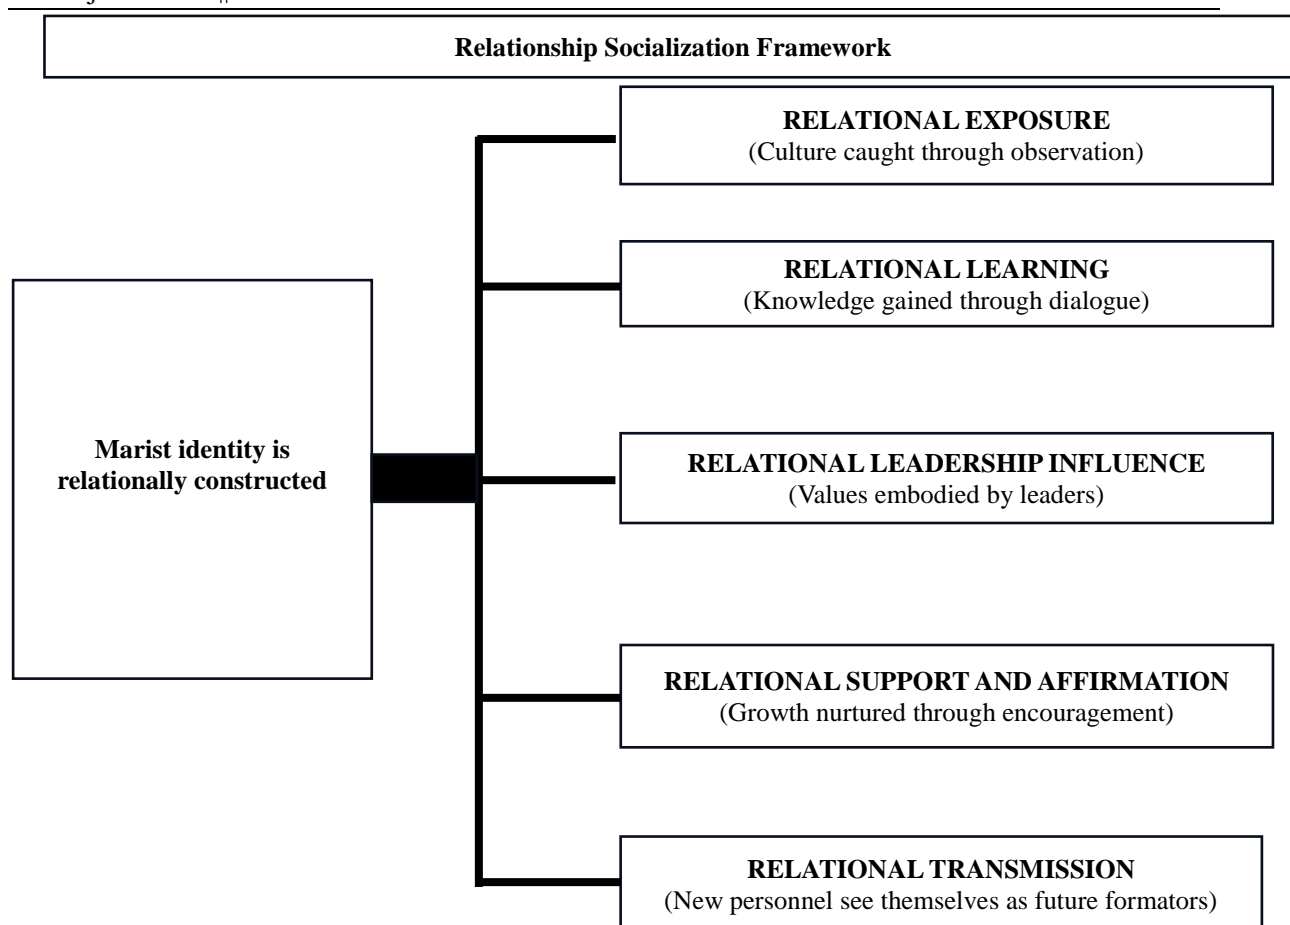 Relationship Socialization Framework
RELATIONAL EXPOSURE
(Culture caught through observation)
RELATIONAL LEARNING
(Knowledge gained through dialogue)
Marist identity is
relationally constructed
RELATIONAL LEADERSHIP INFLUENCE
(Values embodied by leaders)
RELATIONAL SUPPORT AND AFFIRMATION
(Growth nurtured through encouragement)
RELATIONAL TRANSMISSION
(New personnel see themselves as future formators)